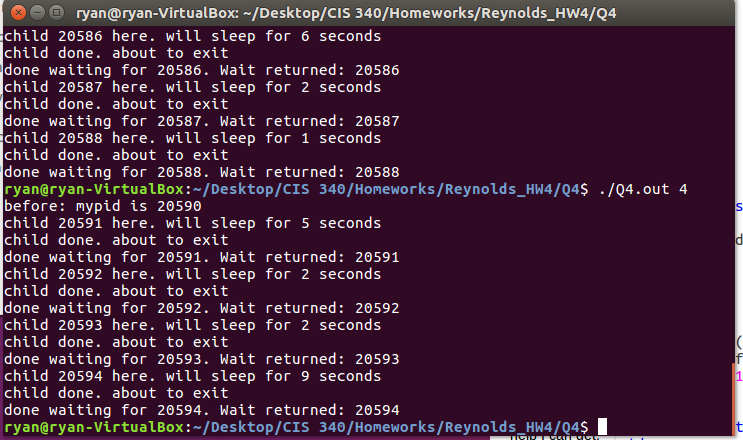 ryan@ryan-VirtualBox: ~/Desktop/CIS 340/Homeworks/Reynolds_HW4/Q4
child 20586 here. will sleep for 6 seconds
child done. about to exit
done waiting for 20586. Wait returned: 20586
child 20587 here. will sleep for 2 seconds
child done. about to exit
done waiting for 20587. Wait returned: 20587
child 20588 here. will sleep for 1 seconds
child done. about to exit
done waiting for 20588. Wait returned: 20588
ryan@ryan-VirtualBox:~/Desktop/CIS 340/Homeworks/Reynolds_HW4/Q4$ ./Q4.out 4
before: mypid is 20590
child 20591 here. will sleep for 5 seconds
child done. about to exit
done waiting for 20591. Wait returned: 20591
child 20592 here. will sleep for 2 seconds
child done. about to exit
done waiting for 20592. Wait returned: 20592
child 20593 here. will sleep for 2 seconds
child done. about to exit
done waiting for 20593. Wait returned: 20593
child 20594 here. will sleep for 9 seconds
child done. about to exit
done waiting for 20594. Wait returned: 20594
ryan@ryan-VirtualBox:~/Desktop/CIS 340/Homeworks/Reynolds_HW4/Q4$
s
d
(
f
1
t
help I can get.